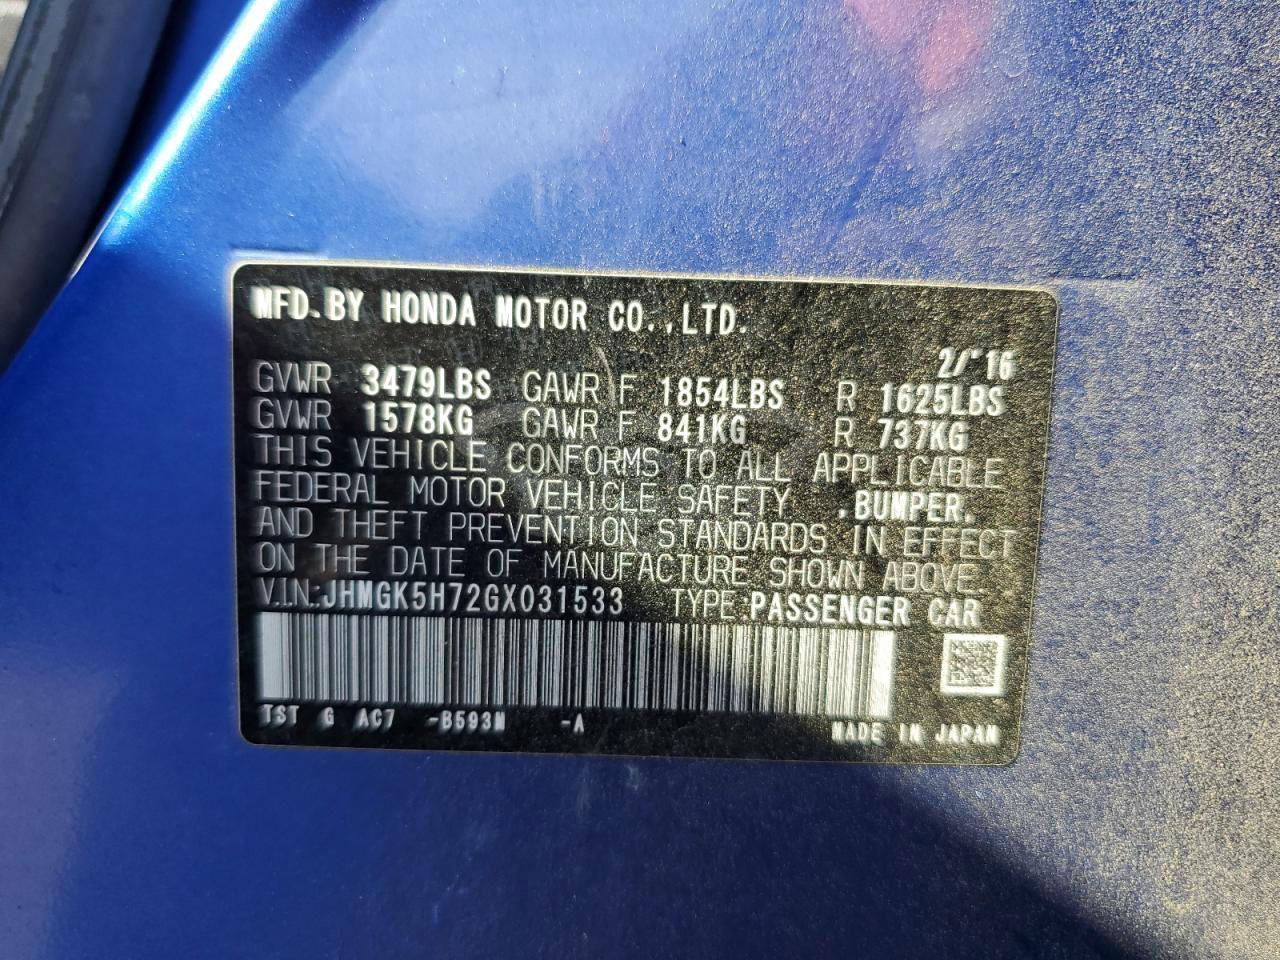 MFD.BY HONDA MOTOR CO.,LTD.
2/'16
GVWR 3479LBS GAWR F 1854LBS R 1625LBS
GVWR 1578KG GAWR F 841KG R 737KG
THIS VEHICLE CONFORMS TO ALL APPLICABLE
FEDERAL MOTOR VEHICLE SAFETY ,BUMPER,
AND THEFT PREVENTION STANDARDS IN EFFECT
ON THE DATE OF MANUFACTURE SHOWN ABOVE.
V.I.N.:JHMGK5H72GX031533 TYPE:PASSENGER CAR
TST G AC7 -B593M -A MADE IN JAPAN